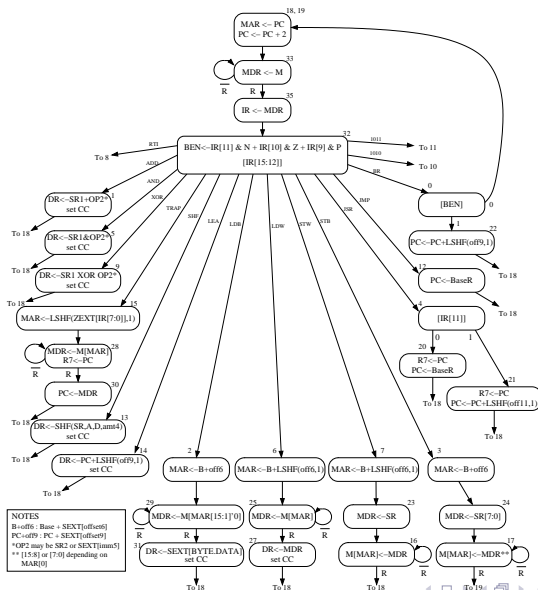 18, 19
MAR <- PC
PC <- PC + 2
33
MDR <- M
R
R
35
IR <- MDR
32
BEN<-IR[11] & N + IR[10] & Z + IR[9] & P
[IR[15:12]]
1011
To 11
1010
To 10
BR
RTI
To 8
ADD
AND
XOR
TRAP
SHF
LEA
LDB
LDW
STW
STB
JSR
JMP
1
DR<-SR1+OP2*
set CC
To 18
5
DR<-SR1&OP2*
set CC
To 18
9
DR<-SR1 XOR OP2*
set CC
To 18
15
MAR<-LSHF(ZEXT[IR[7:0]],1)
28
MDR<-M[MAR]
R7<-PC
R
R
30
PC<-MDR
To 18
13
DR<-SHF(SR,A,D,amt4)
set CC
To 18
14
DR<-PC+LSHF(off9,1)
set CC
To 18
0
[BEN]
0
1
22
PC<-PC+LSHF(off9,1)
To 18
12
PC<-BaseR
To 18
4
[IR[11]]
0
1
20
R7<-PC
PC<-BaseR
To 18
21
R7<-PC
PC<-PC+LSHF(off11,1)
To 18
2
MAR<-B+off6
6
MAR<-B+LSHF(off6,1)
7
MAR<-B+LSHF(off6,1)
3
MAR<-B+off6
29
MDR<-M[MAR[15:1]'0]
R
R
25
MDR<-M[MAR]
R
R
23
MDR<-SR
24
MDR<-SR[7:0]
31
DR<-SEXT[BYTE.DATA]
set CC
To 18
27
DR<-MDR
set CC
To 18
16
M[MAR]<-MDR
R
R
To 18
17
M[MAR]<-MDR**
R
R
To 19
NOTES
B+off6 : Base + SEXT[offset6]
PC+off9 : PC + SEXT[offset9]
*OP2 may be SR2 or SEXT[imm5]
** [15:8] or [7:0] depending on
MAR[0]